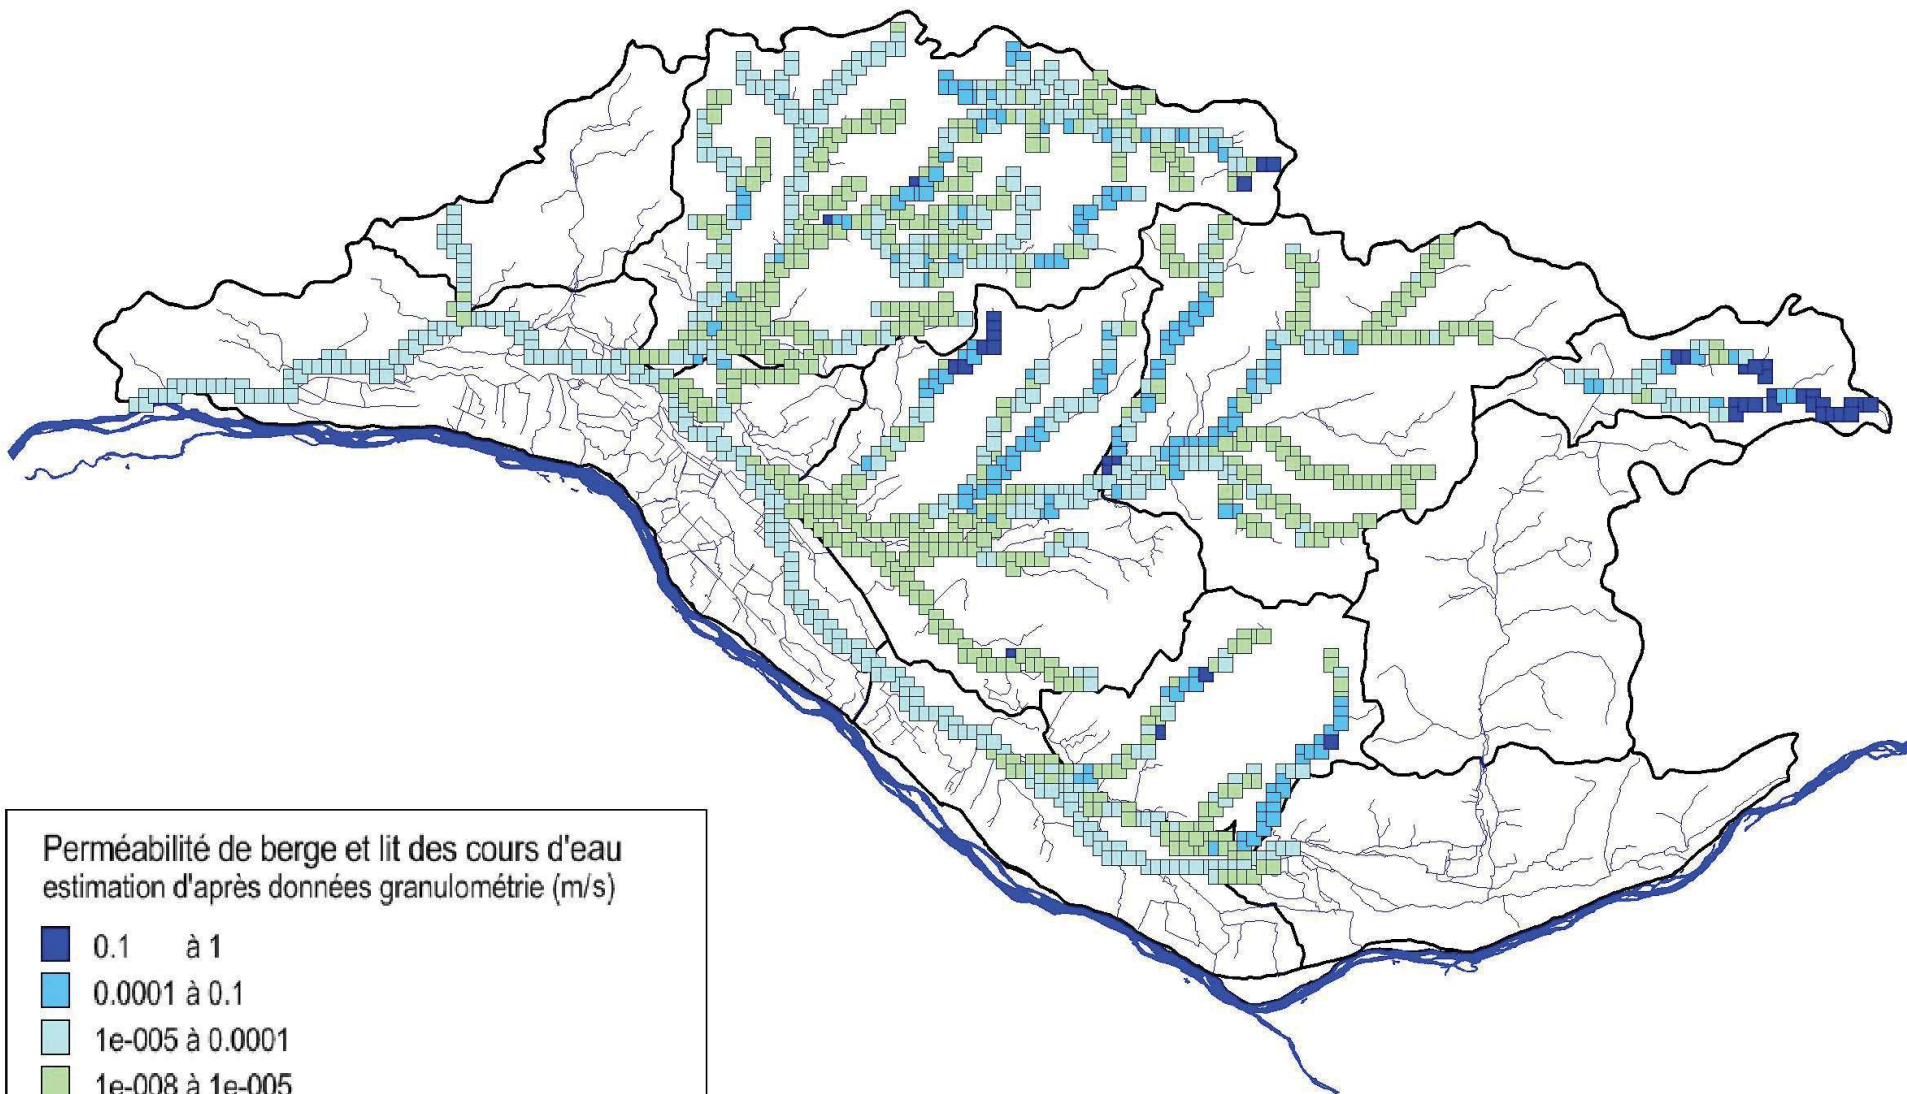 Perméabilité de berge et lit des cours d'eau
estimation d'après données granulométrie (m/s)
0.1 à 1
0.0001 à 0.1
1e-005 à 0.0001
1e-008 à 1e-005